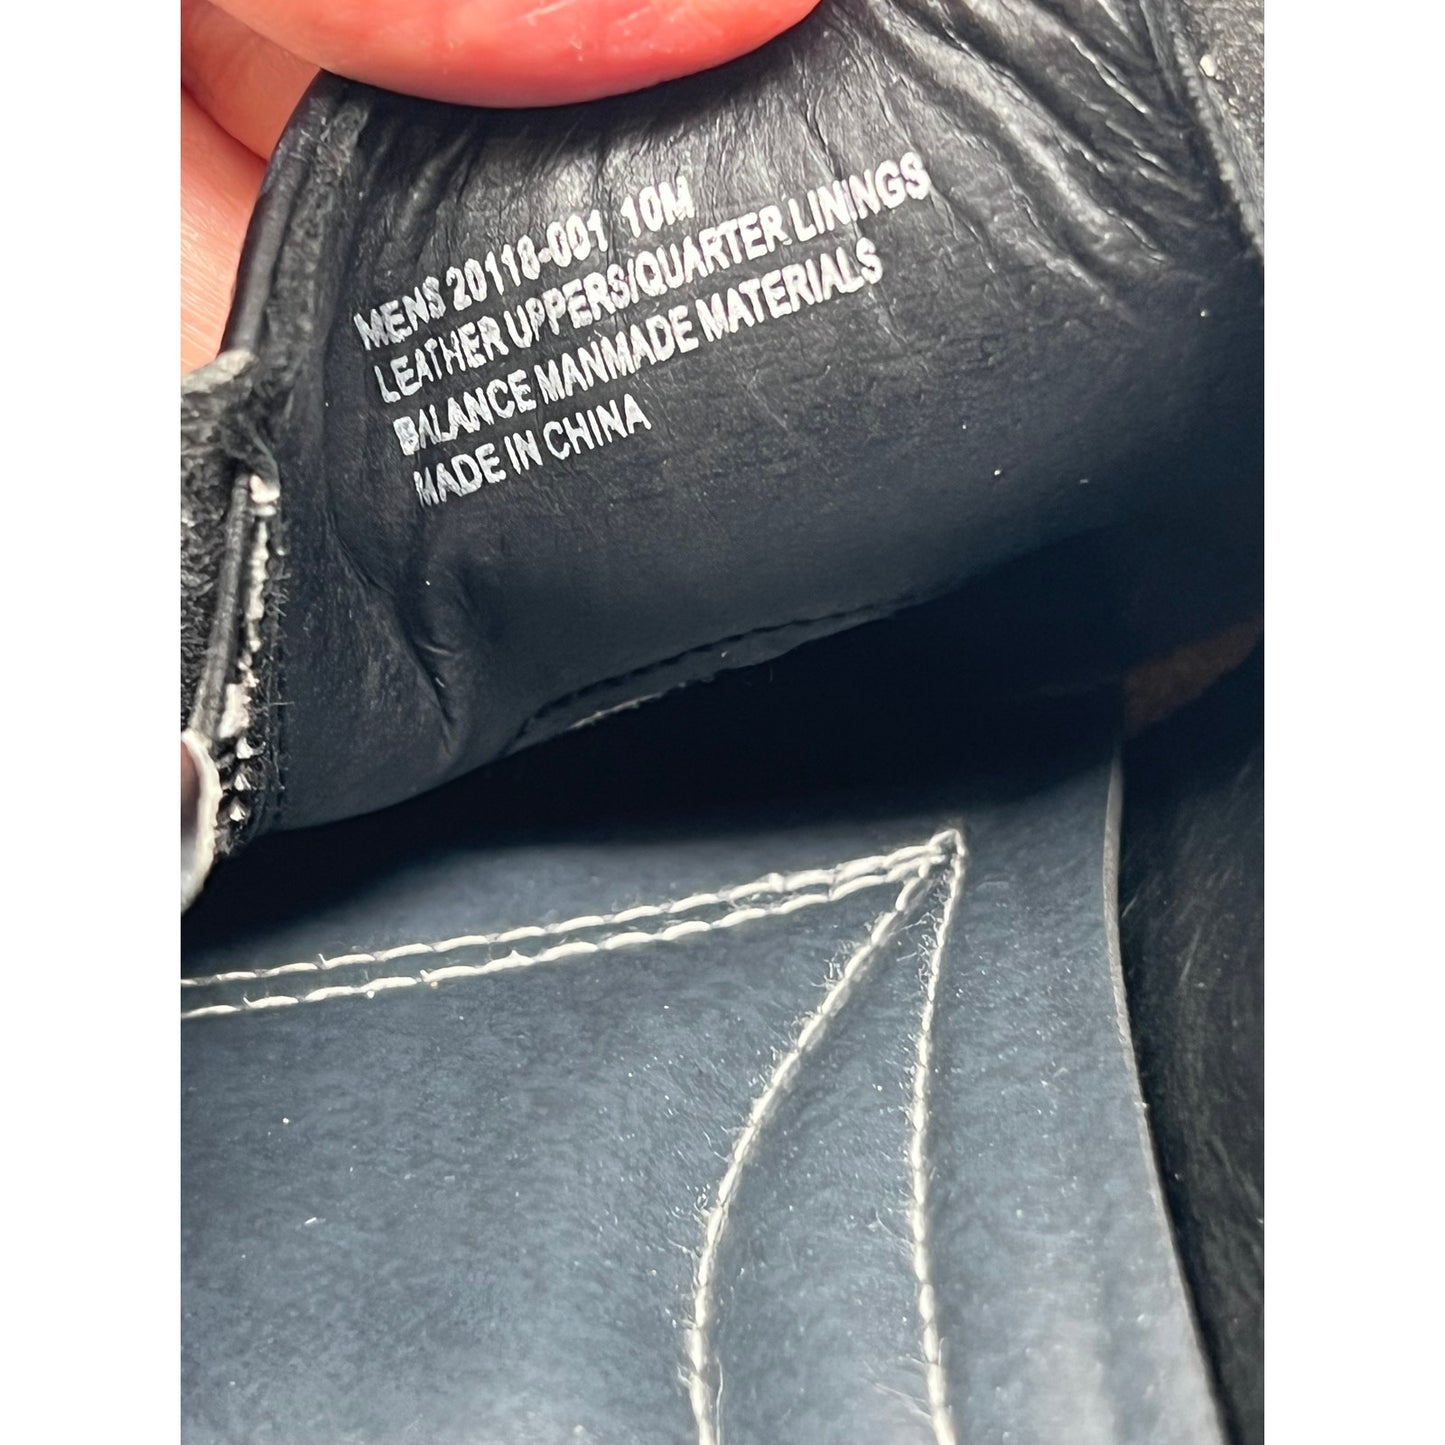 MENS 20118-001 10M
LEATHER UPPERS/QUARTER LININGS
BALANCE MANMADE MATERIALS
MADE IN CHINA